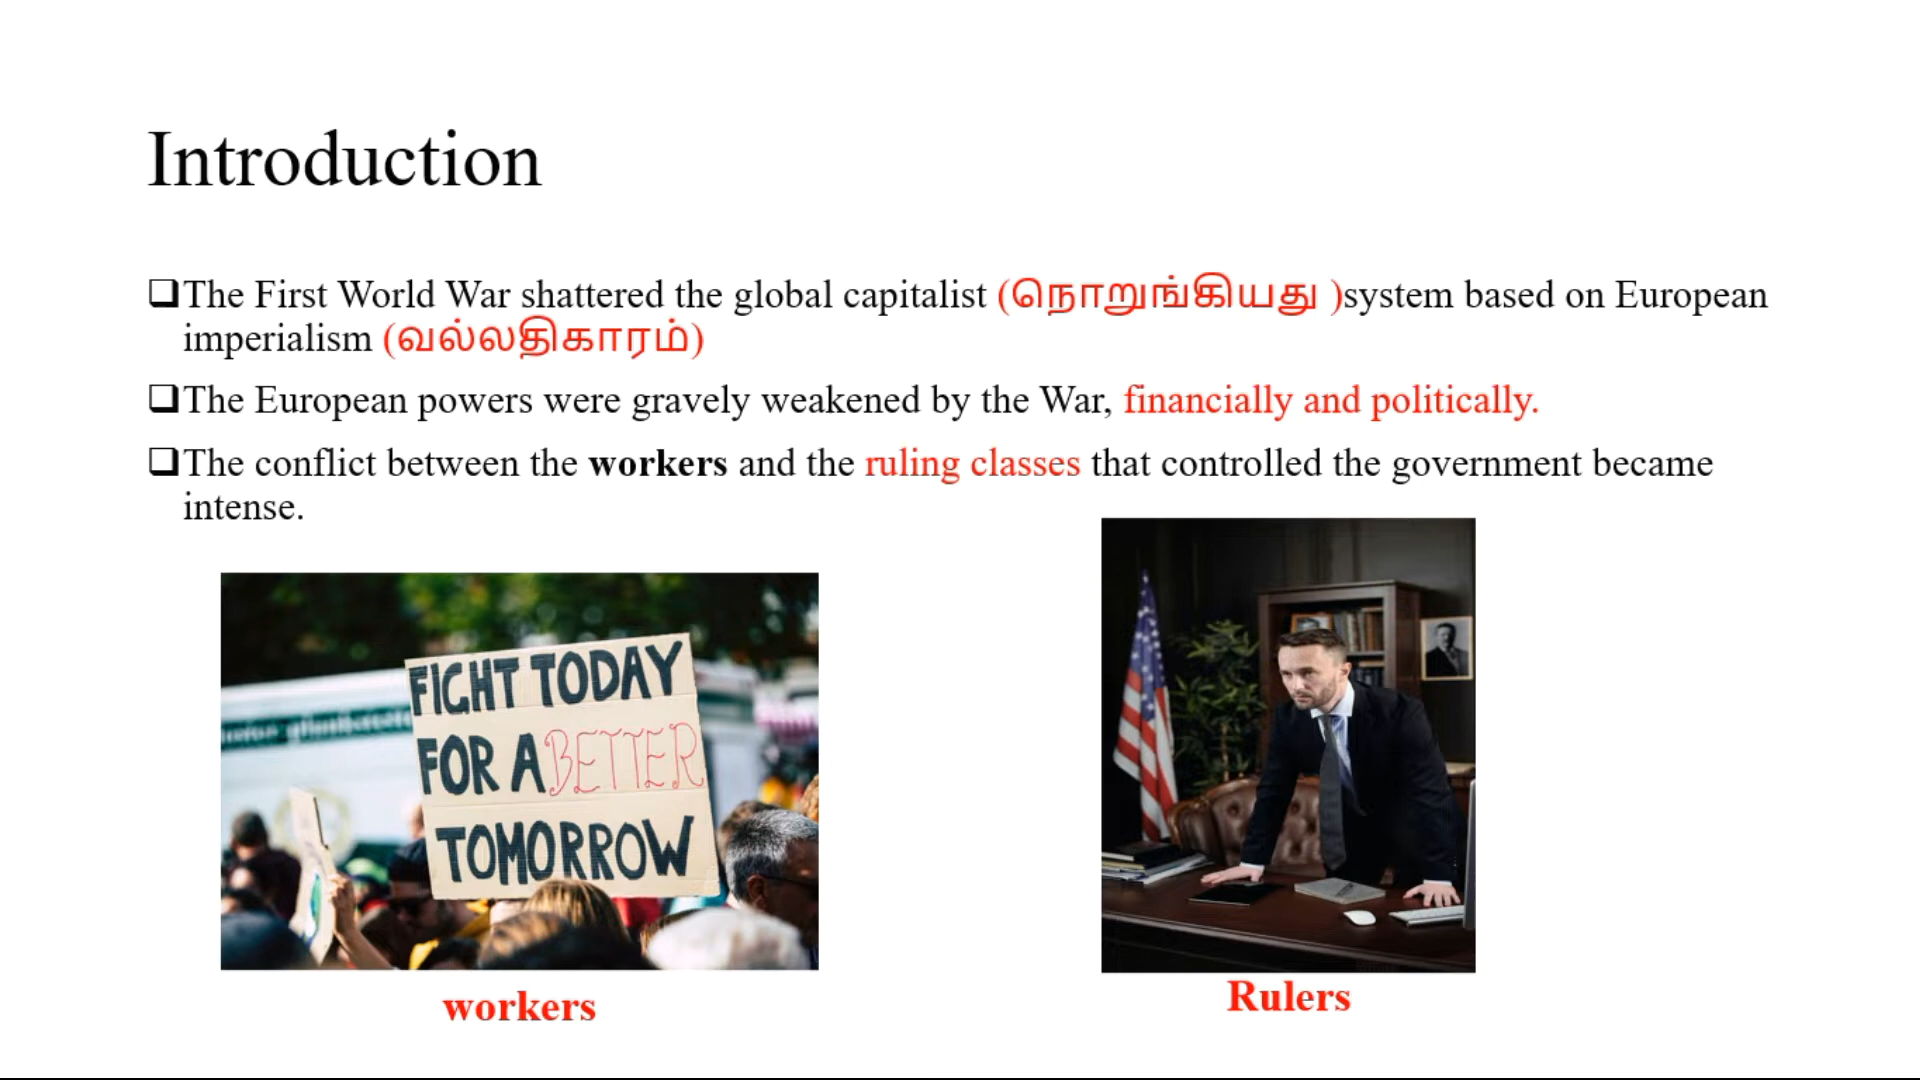 Introduction
❑The First World War shattered the global capitalist (நொறுங்கியது )system based on European
imperialism (வல்லதிகாரம்)
❑The European powers were gravely weakened by the War, financially and politically.
❑The conflict between the workers and the ruling classes that controlled the government became
intense.
FIGHT TODAY
FOR A BETTER
TOMORROW
workers
Rulers